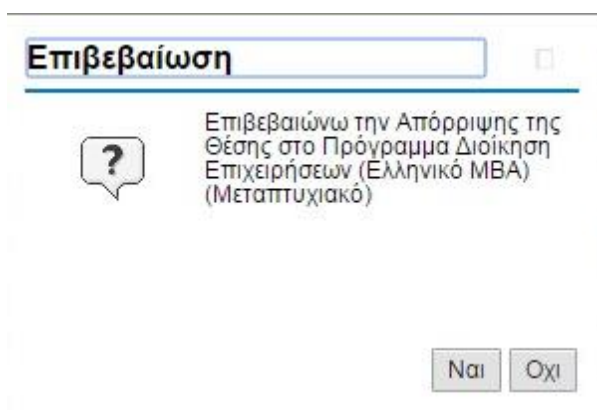 Επιβεβαίωση
?
Επιβεβαιώνω την Απόρριψης της
Θέσης στο Πρόγραμμα Διοίκηση
Επιχειρήσεων (Ελληνικό MBA)
(Μεταπτυχιακό)
Ναι Οχι